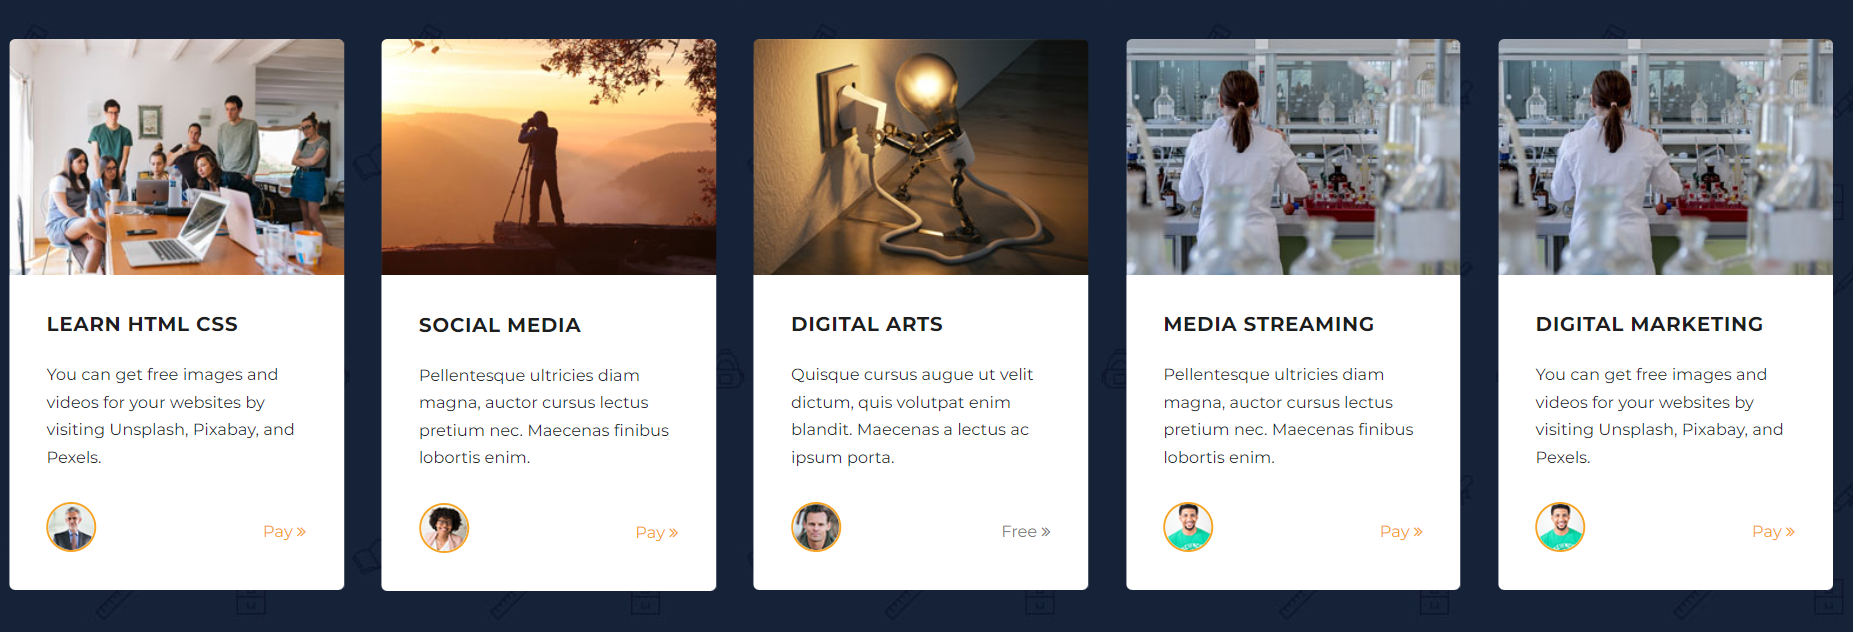 LEARN HTML CSS
You can get free images and
videos for your websites by
visiting Unsplash, Pixabay, and
Pexels.
Pay »
SOCIAL MEDIA
Pellentesque ultricies diam
magna, auctor cursus lectus
pretium nec. Maecenas finibus
lobortis enim.
Pay »
DIGITAL ARTS
Quisque cursus augue ut velit
dictum, quis volutpat enim
blandit. Maecenas a lectus ac
ipsum porta.
Free »
MEDIA STREAMING
Pellentesque ultricies diam
magna, auctor cursus lectus
pretium nec. Maecenas finibus
lobortis enim.
Pay »
DIGITAL MARKETING
You can get free images and
videos for your websites by
visiting Unsplash, Pixabay, and
Pexels.
Pay »